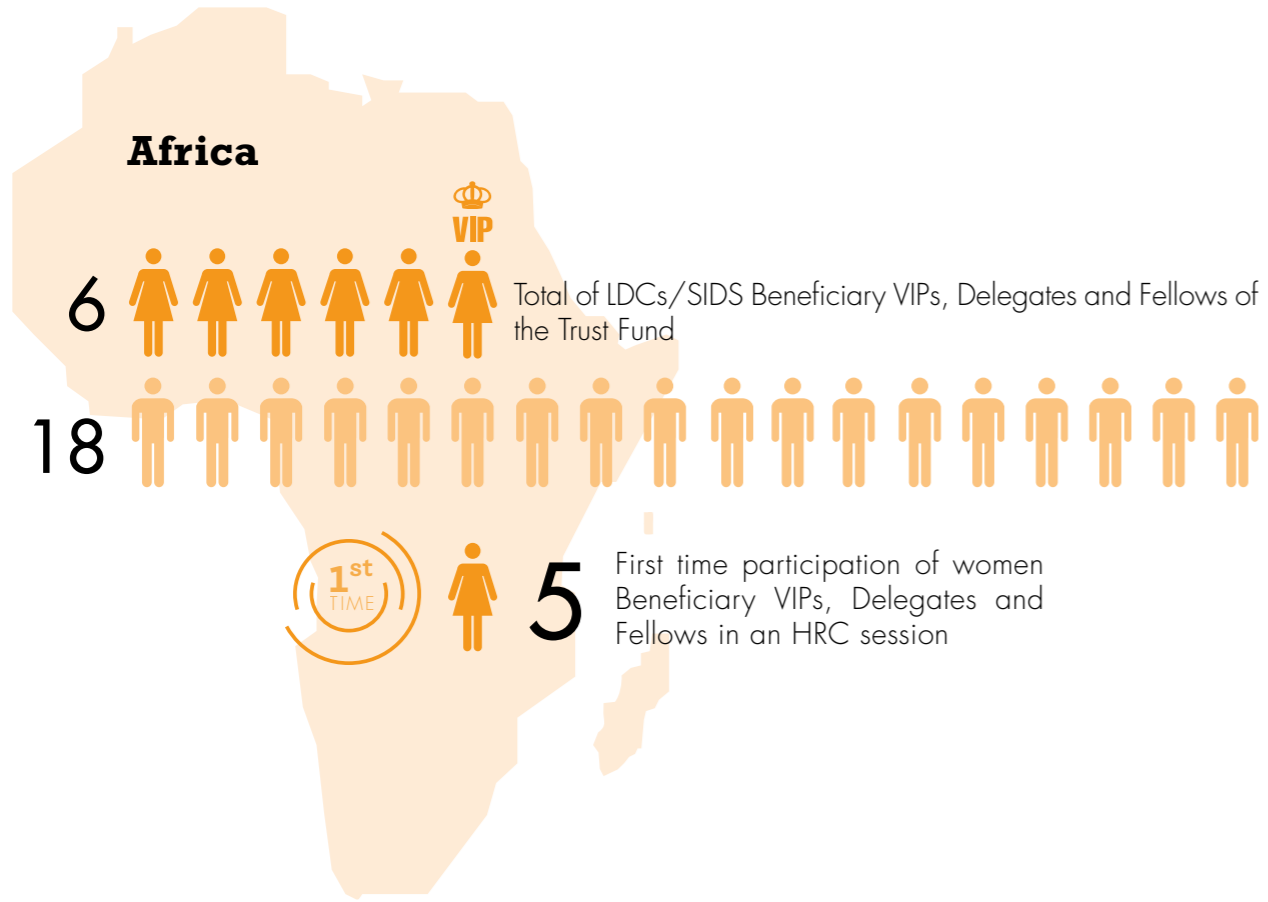 Africa
VIP
6
Total of LDCs/SIDS Beneficiary VIPs, Delegates and Fellows of
the Trust Fund
18
1st
TIME
5
First time participation of women
Beneficiary VIPs, Delegates and
Fellows in an HRC session